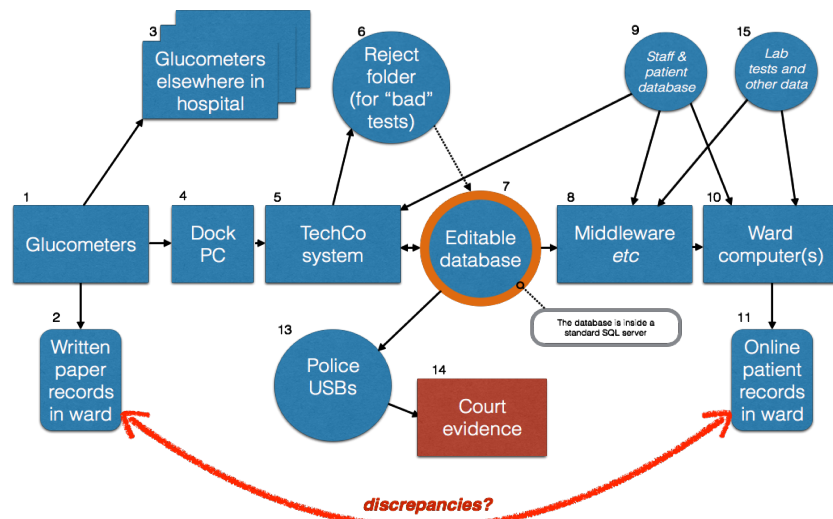 3
Glucometers
elsewhere in
hospital
6
Reject
folder
(for “bad”
tests)
9
Staff &
patient
database
15
Lab
tests and
other data
1
Glucometers
4
Dock
PC
5
TechCo
system
7
Editable
database
8
Middleware
etc
10
Ward
computer(s)
The database is inside a
standard SQL server
2
Written
paper
records
in ward
13
Police
USBs
14
Court
evidence
11
Online
patient
records
in ward
discrepancies?